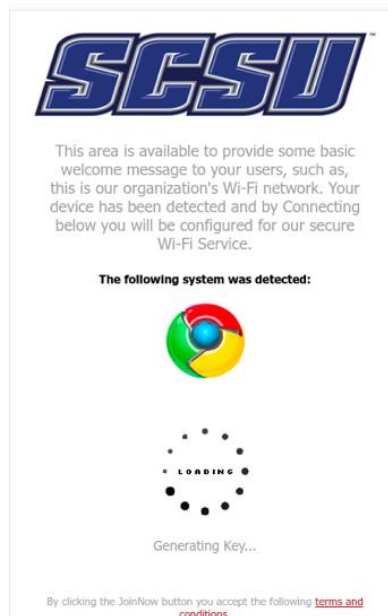 SCSU
™
This area is available to provide some basic
welcome message to your users, such as,
this is our organization's Wi-Fi network. Your
device has been detected and by Connecting
below you will be configured for our secure
Wi-Fi Service.
The following system was detected:
LOADING
Generating Key...
By clicking the JoinNow button you accept the following terms and
conditions